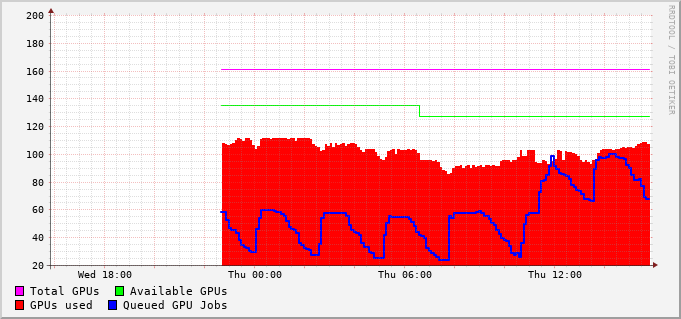 200
180
160
140
120
100
80
60
40
20
Wed 18:00 Thu 00:00 Thu 06:00 Thu 12:00
Total GPUs Available GPUs
GPUs used Queued GPU Jobs
RRDTOOL / TOBI OETIKER